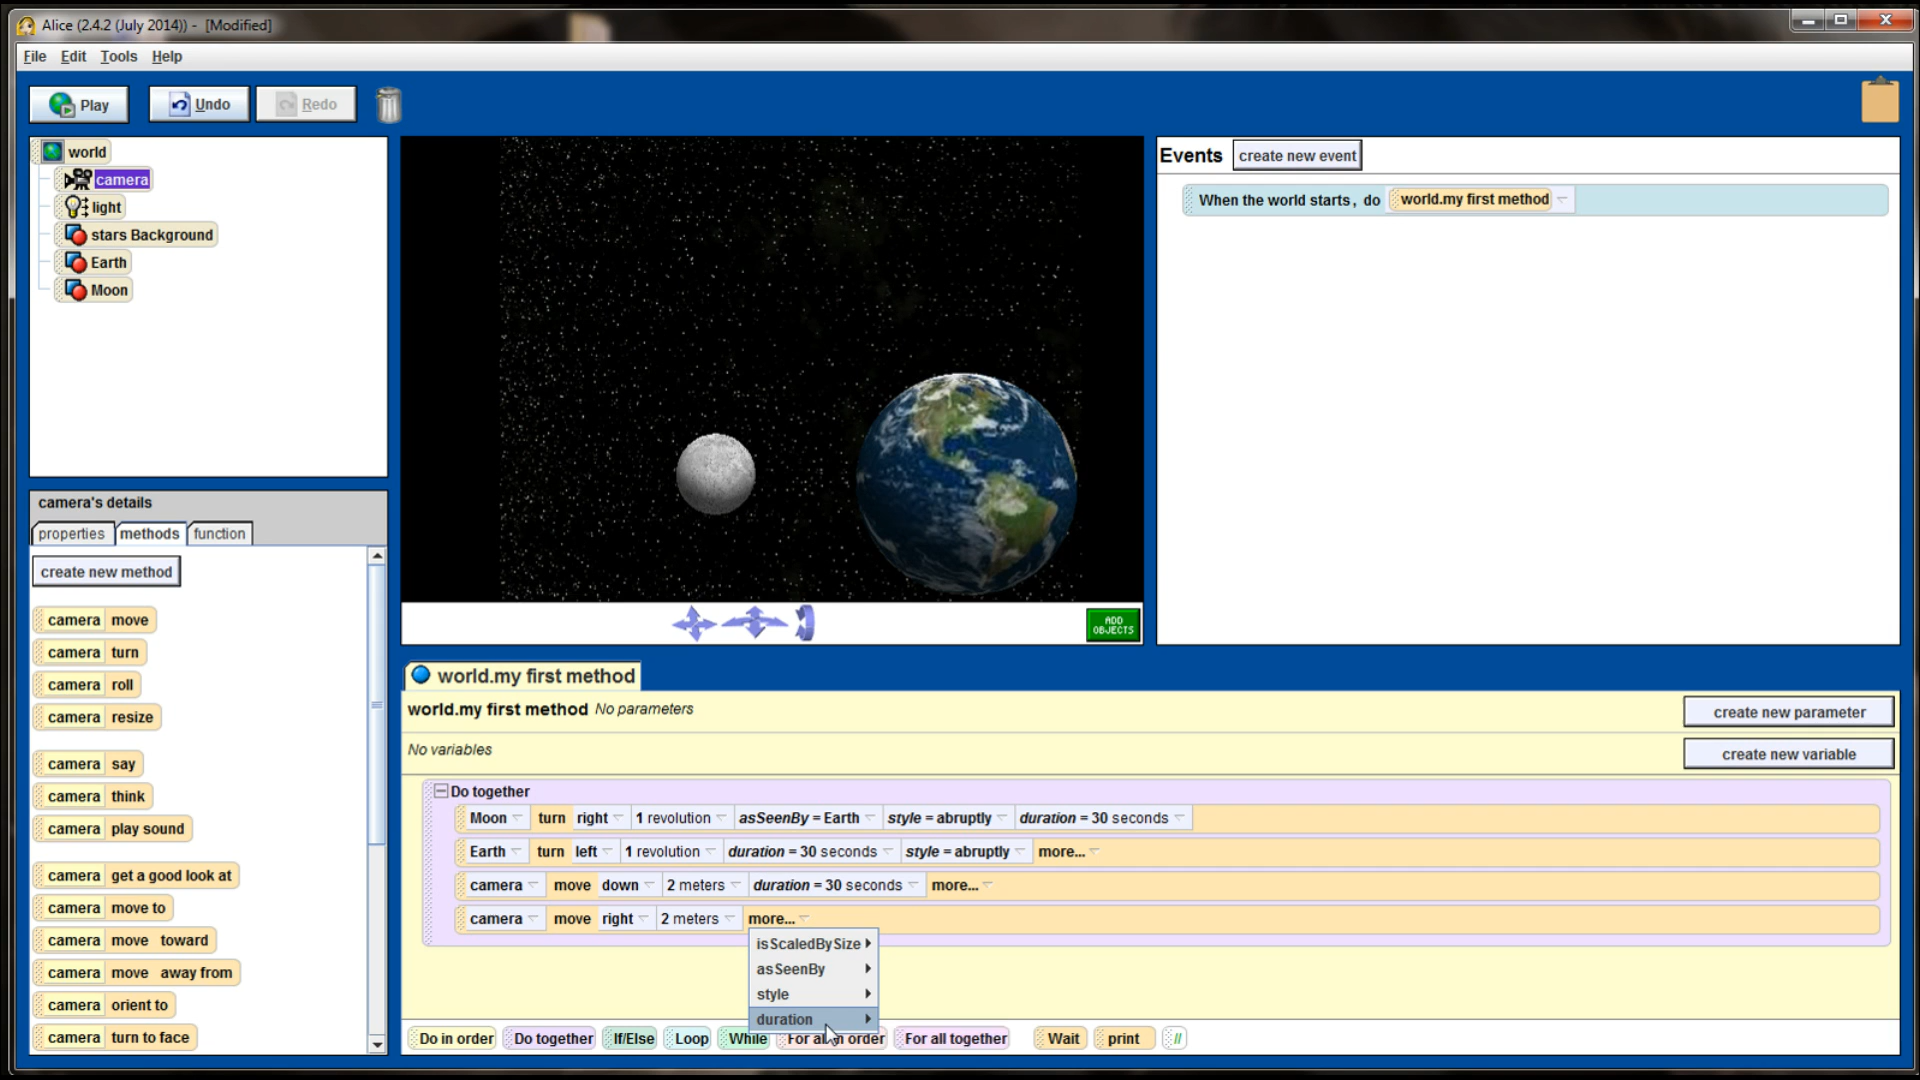 Alice (2.4.2 (July 2014)) - [Modified]
File Edit Tools Help
Play Undo Redo
world
camera
light
stars Background
Earth
Moon
camera's details
properties methods function
create new method
camera move
camera turn
camera roll
camera resize
camera say
camera think
camera play sound
camera get a good look at
camera move to
camera move toward
camera move away from
camera orient to
camera turn to face
ADD
OBJECTS
Events create new event
When the world starts, do world.my first method
world.my first method
world.my first method No parameters
create new parameter
No variables
create new variable
Do together
Moon turn right 1 revolution asSeenBy = Earth style = abruptly duration = 30 seconds
Earth turn left 1 revolution duration = 30 seconds style = abruptly more...
camera move down 2 meters duration = 30 seconds more...
camera move right 2 meters more...
isScaledBySize
asSeenBy
style
duration
Do in order Do together If/Else Loop While For all in order For all together Wait print //